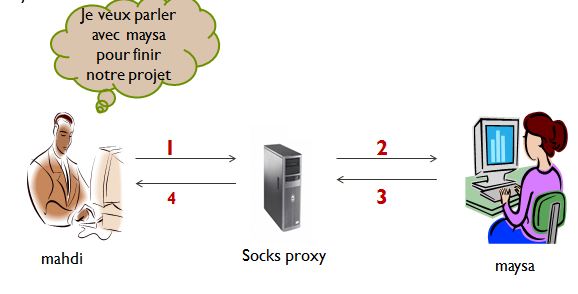 Je veux parler
avec maysa
pour finir
notre projet
1
2
4
3
mahdi
Socks proxy
maysa